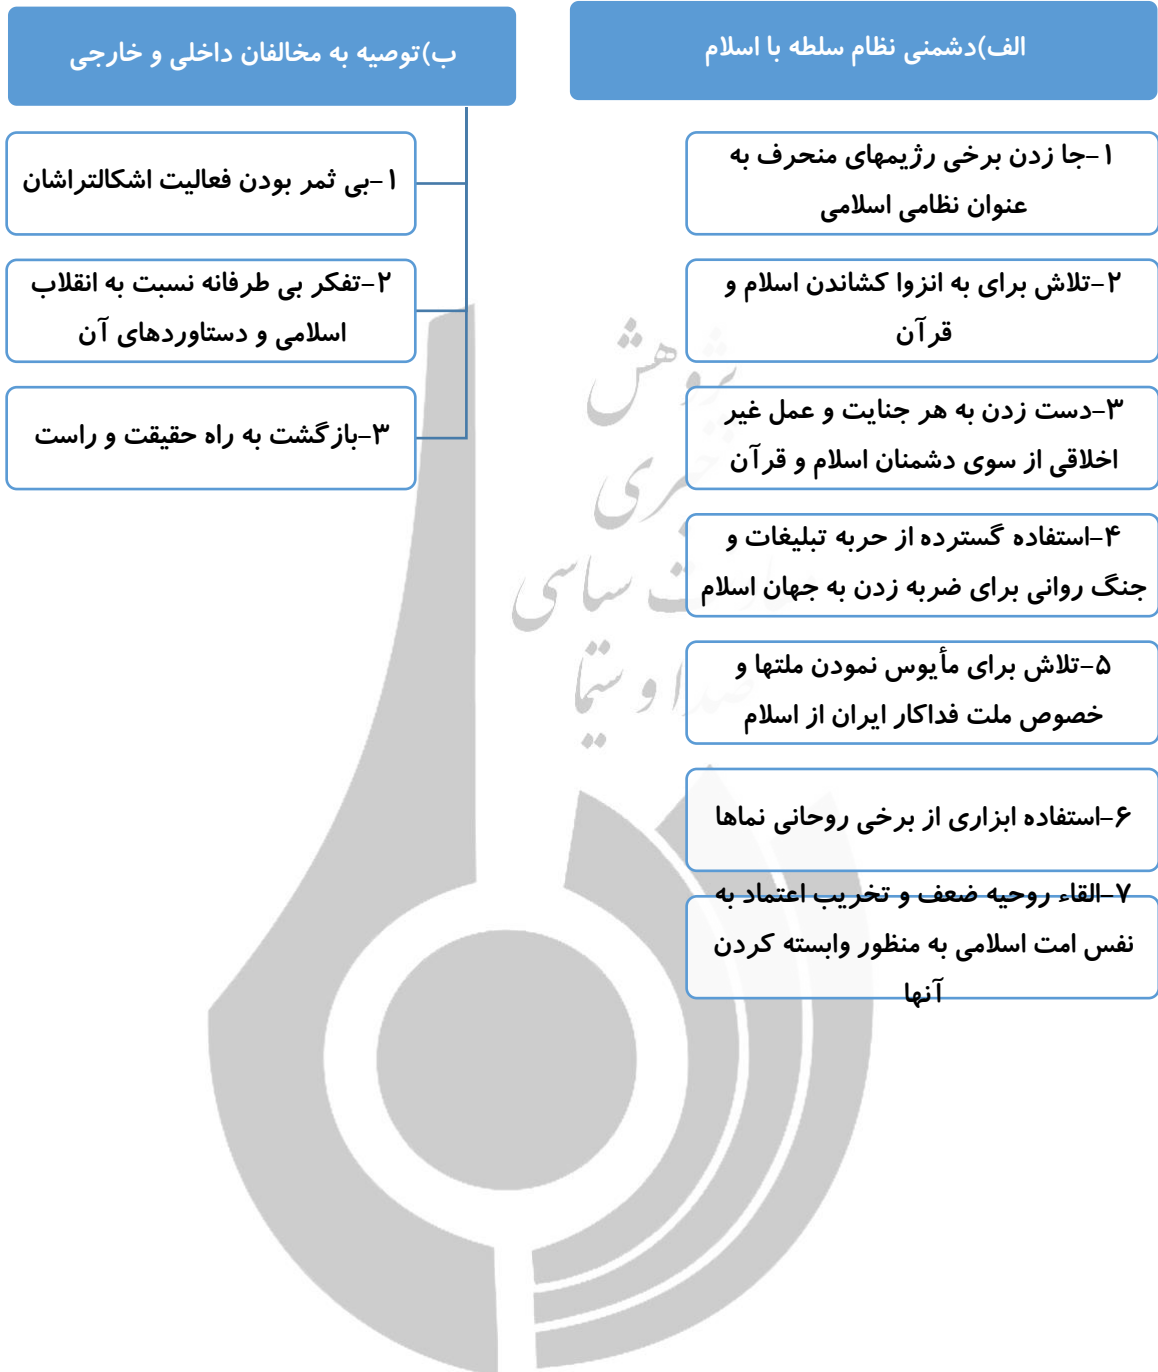 الف)دشمنی نظام سلطه با اسلام
۱-جا زدن برخی رژیمهای منحرف به
عنوان نظامی اسلامی
۲-تلاش برای به انزوا کشاندن اسلام و
قرآن
۳-دست زدن به هر جنایت و عمل غیر
اخلاقی از سوی دشمنان اسلام و قرآن
۴-استفاده گسترده از حربه تبلیغات و
جنگ روانی برای ضربه زدن به جهان اسلام
۵-تلاش برای مأیوس نمودن ملتها و
خصوص ملت فداکار ایران از اسلام
۶-استفاده ابزاری از برخی روحانی نماها
۷-القاء روحیه ضعف و تخریب اعتماد به
نفس امت اسلامی به منظور وابسته کردن
آنها
ب)توصیه به مخالفان داخلی و خارجی
۱-بی ثمر بودن فعالیت اشکالتراشان
۲-تفکر بی طرفانه نسبت به انقلاب
اسلامی و دستاوردهای آن
۳-بازگشت به راه حقیقت و راست
پژوهش
سیاسی
و سیما